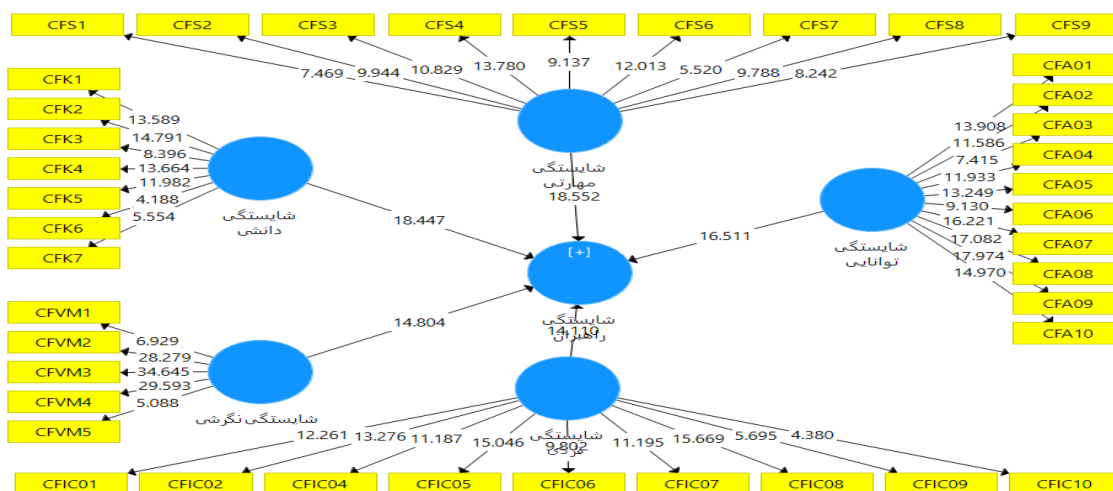 CFS1 CFS2 CFS3 CFS4 CFS5 CFS6 CFS7 CFS8 CFS9
7.469 9.944 10.829 13.780 9.137 12.013 5.520 9.788 8.242
شایستگی
مهارتی
18.552
CFK1
CFK2
CFK3
CFK4
CFK5
CFK6
CFK7
13.589
14.791
8.396
13.664
11.982
4.188
5.554
شایستگی
دانشی
18.447
CFA01
CFA02
CFA03
CFA04
CFA05
CFA06
CFA07
CFA08
CFA09
CFA10
13.908
11.586
7.415
11.933
13.249
9.130
16.221
17.082
17.974
14.970
شایستگی
توانایی
16.511
[+]
شایستگی
راهبران
14.110
CFVM1
CFVM2
CFVM3
CFVM4
CFVM5
6.929
28.279
34.645
29.593
5.088
شایستگی نگرشی
14.804
شایستگی
فردی
12.261 13.276 11.187 15.046 9.802 11.195 15.669 5.695 4.380
CFIC01 CFIC02 CFIC04 CFIC05 CFIC06 CFIC07 CFIC08 CFIC09 CFIC10